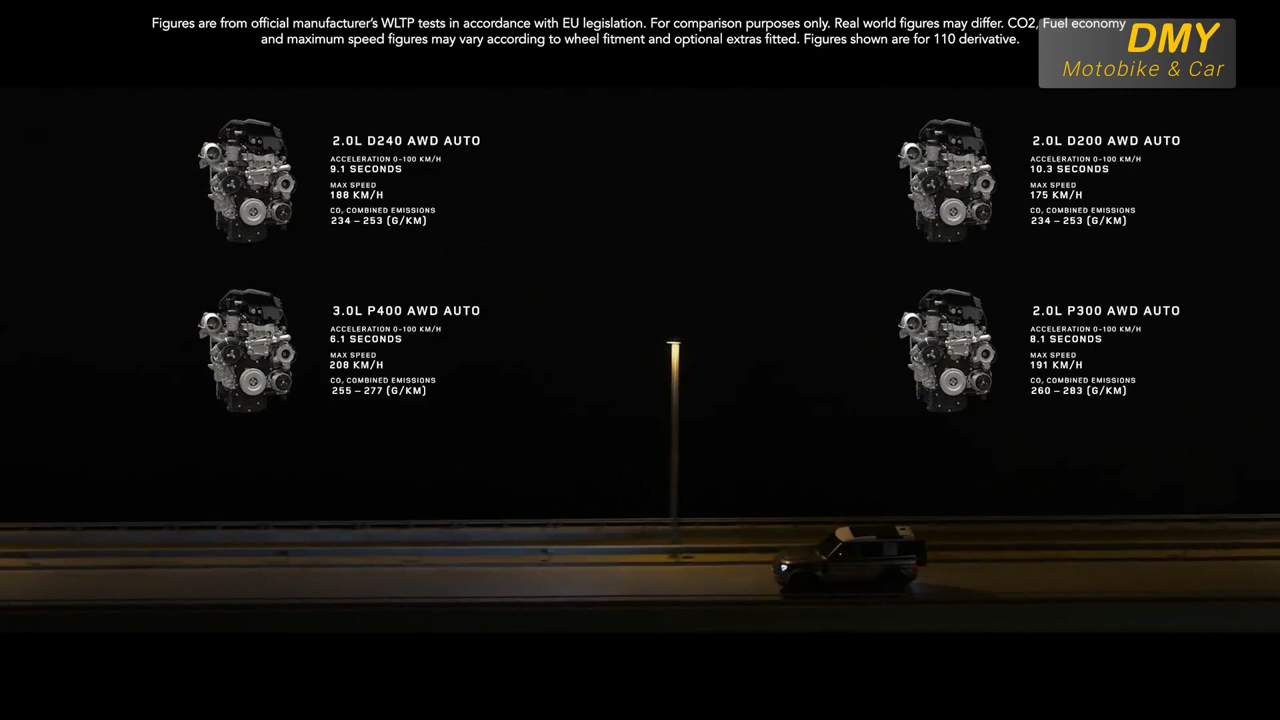 Figures are from official manufacturer's WLTP tests in accordance with EU legislation. For comparison purposes only. Real world figures may differ. CO2, Fuel economy
and maximum speed figures may vary according to wheel fitment and optional extras fitted. Figures shown are for 110 derivative.
DMY
Motobike & Car
2.0L D240 AWD AUTO
ACCELERATION 0-100 KM/H
9.1 SECONDS
MAX SPEED
188 KM/H
CO₂ COMBINED EMISSIONS
234 – 253 (G/KM)
2.0L D200 AWD AUTO
ACCELERATION 0-100 KM/H
10.3 SECONDS
MAX SPEED
175 KM/H
CO₂ COMBINED EMISSIONS
234 – 253 (G/KM)
3.0L P400 AWD AUTO
ACCELERATION 0-100 KM/H
6.1 SECONDS
MAX SPEED
208 KM/H
CO₂ COMBINED EMISSIONS
255 – 277 (G/KM)
2.0L P300 AWD AUTO
ACCELERATION 0-100 KM/H
8.1 SECONDS
MAX SPEED
191 KM/H
CO₂ COMBINED EMISSIONS
260 – 283 (G/KM)